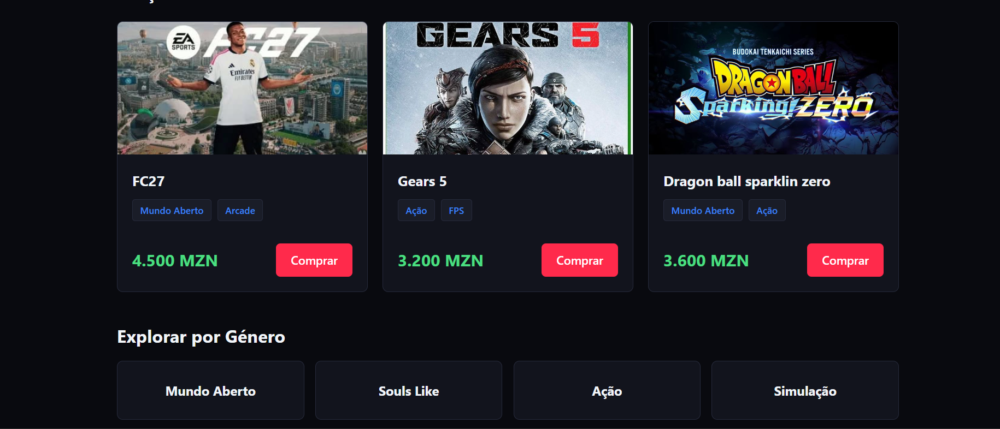 EA
SPORTS
FC27
Emirates
FLY BETTER
GEARS 5
BUDOKAI TENKAICHI SERIES
DRAGON BALL
Sparking! ZERO
FC27
Gears 5
Dragon ball sparklin zero
Mundo Aberto
Arcade
Ação
FPS
Mundo Aberto
Ação
4.500 MZN
Comprar
3.200 MZN
Comprar
3.600 MZN
Comprar
Explorar por Género
Mundo Aberto
Souls Like
Ação
Simulação